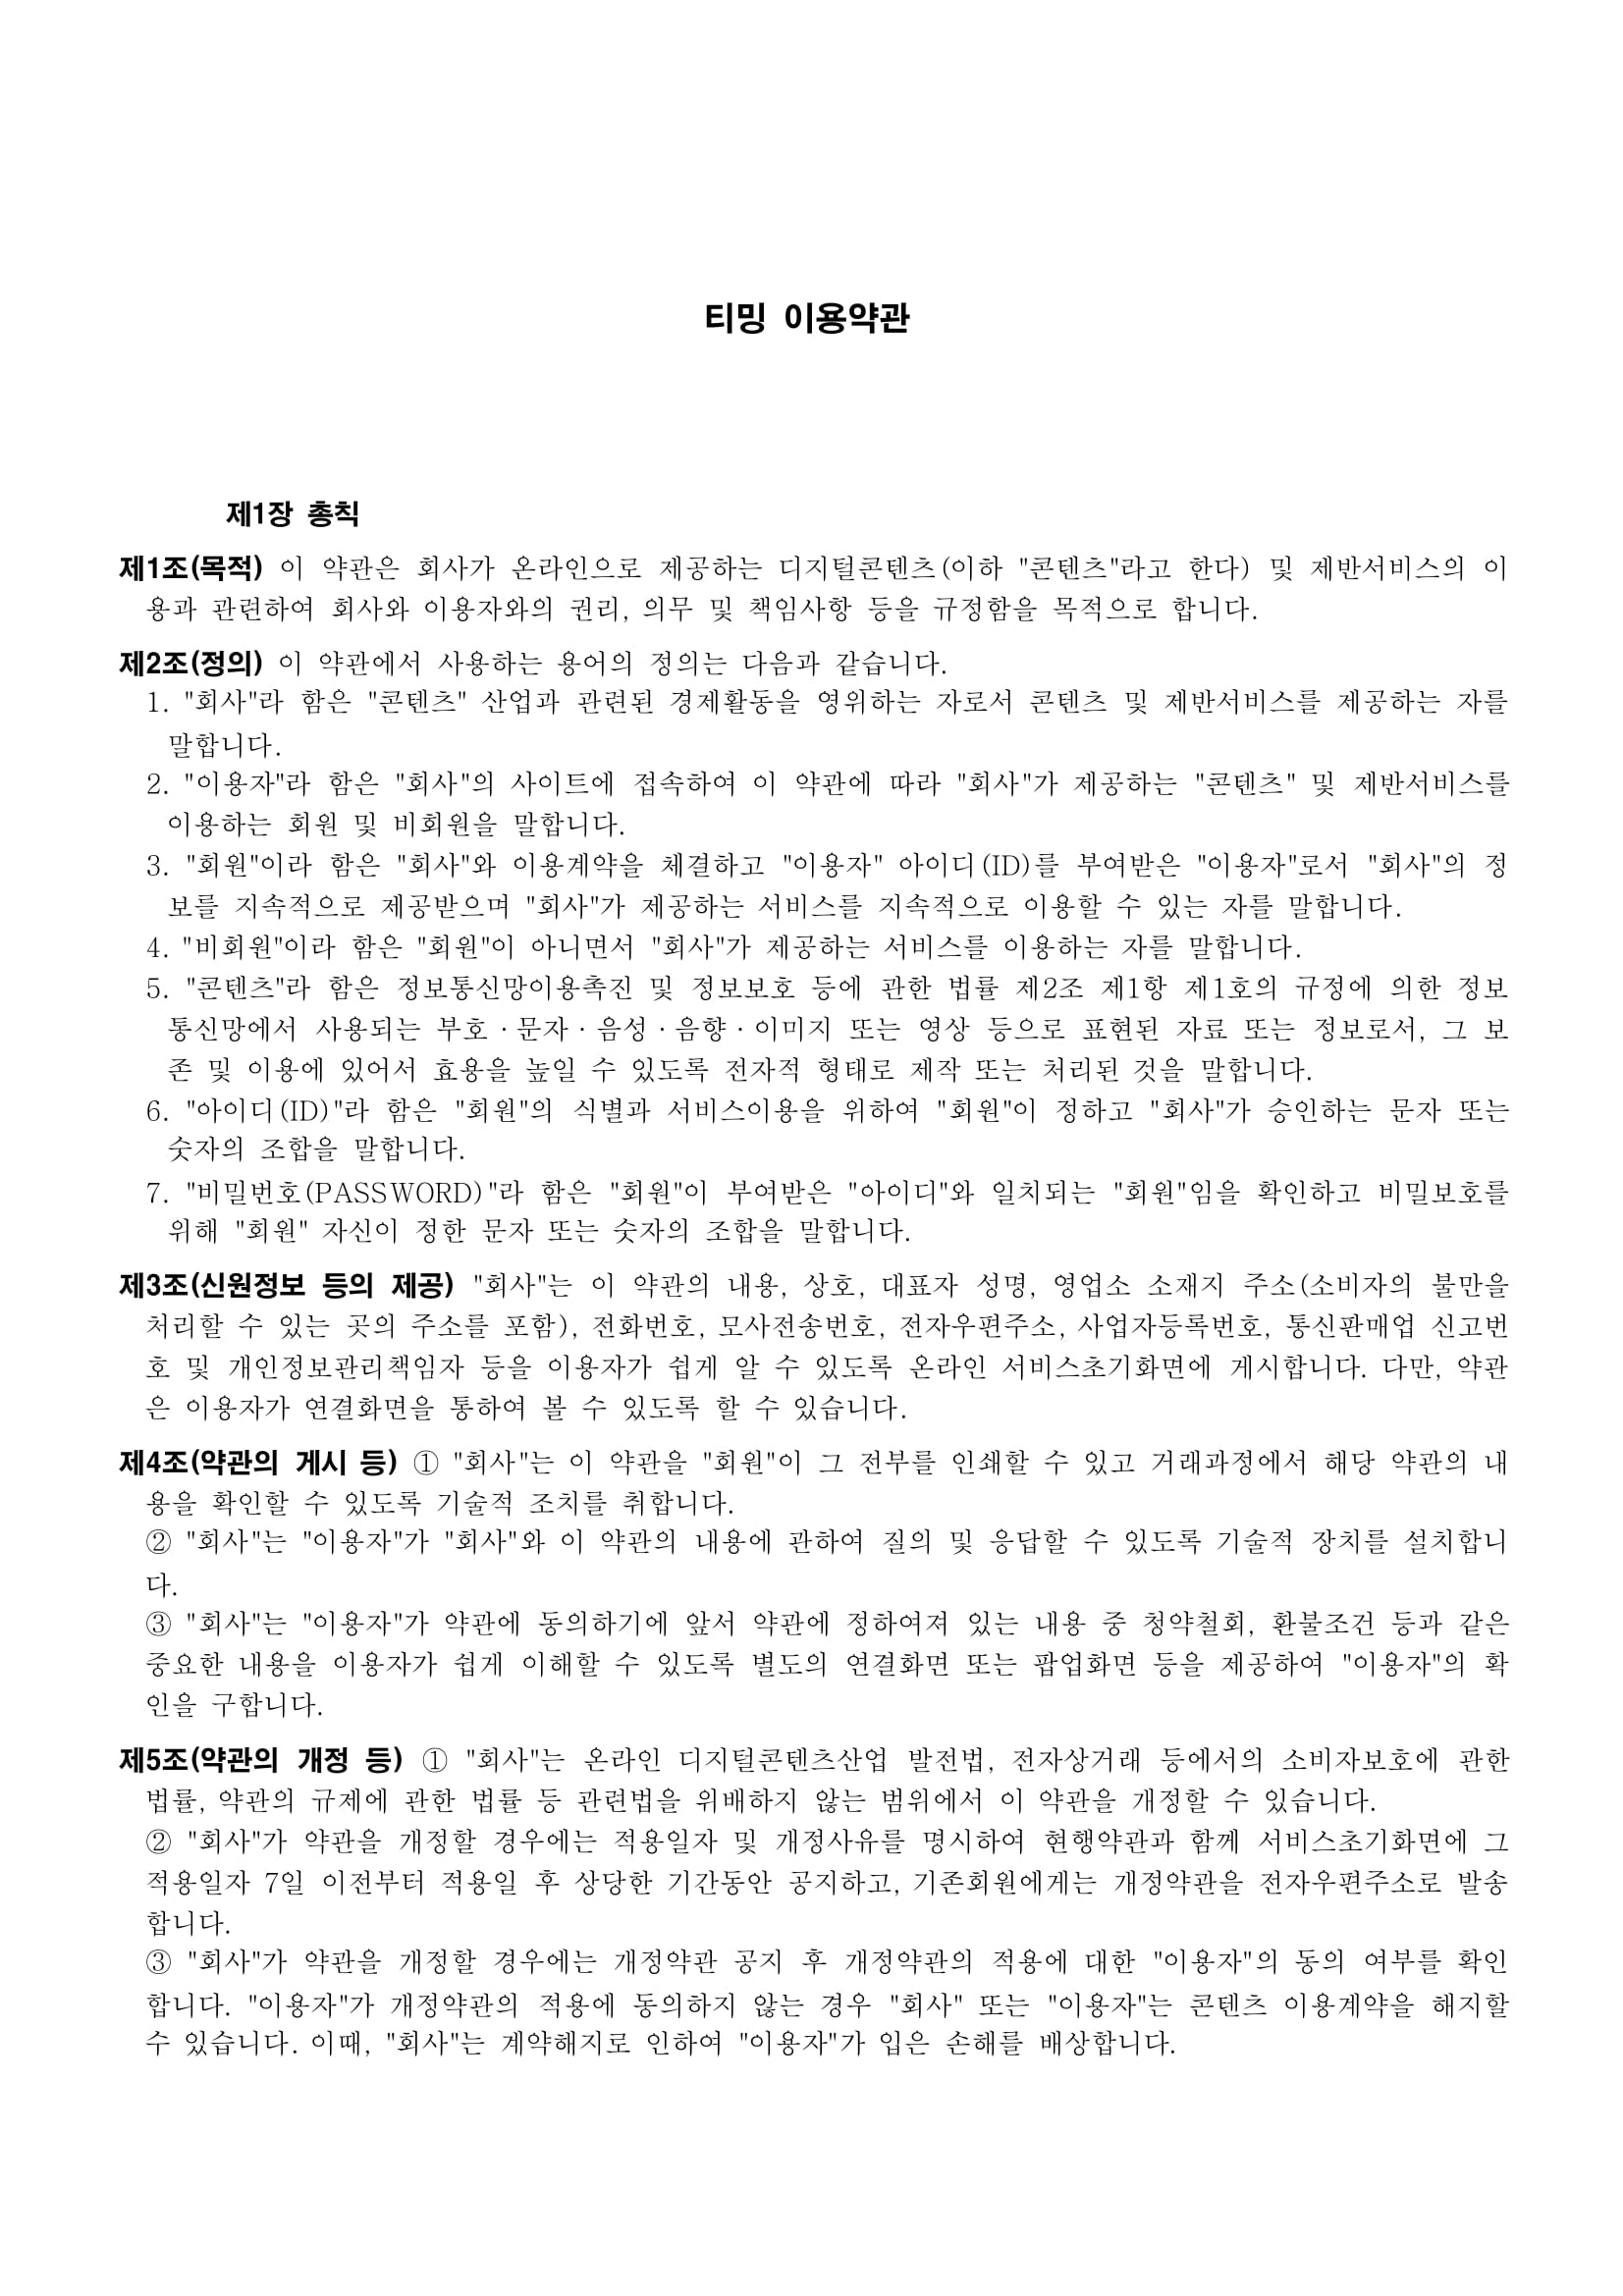 티밍 이용약관
제1장 총칙
제1조(목적) 이 약관은 회사가 온라인으로 제공하는 디지털콘텐츠(이하 "콘텐츠"라고 한다) 및 제반서비스의 이
용과 관련하여 회사와 이용자와의 권리, 의무 및 책임사항 등을 규정함을 목적으로 합니다.
제2조(정의) 이 약관에서 사용하는 용어의 정의는 다음과 같습니다.
1. "회사"라 함은 "콘텐츠" 산업과 관련된 경제활동을 영위하는 자로서 콘텐츠 및 제반서비스를 제공하는 자를
말합니다.
2. "이용자"라 함은 "회사"의 사이트에 접속하여 이 약관에 따라 "회사"가 제공하는 "콘텐츠" 및 제반서비스를
이용하는 회원 및 비회원을 말합니다.
3. "회원"이라 함은 "회사"와 이용계약을 체결하고 "이용자" 아이디(ID)를 부여받은 "이용자"로서 "회사"의 정
보를 지속적으로 제공받으며 "회사"가 제공하는 서비스를 지속적으로 이용할 수 있는 자를 말합니다.
4. "비회원"이라 함은 "회원"이 아니면서 "회사"가 제공하는 서비스를 이용하는 자를 말합니다.
5. "콘텐츠"라 함은 정보통신망이용촉진 및 정보보호 등에 관한 법률 제2조 제1항 제1호의 규정에 의한 정보
통신망에서 사용되는 부호·문자·음성·음향·이미지 또는 영상 등으로 표현된 자료 또는 정보로서, 그 보
존 및 이용에 있어서 효용을 높일 수 있도록 전자적 형태로 제작 또는 처리된 것을 말합니다.
6. "아이디(ID)"라 함은 "회원"의 식별과 서비스이용을 위하여 "회원"이 정하고 "회사"가 승인하는 문자 또는
숫자의 조합을 말합니다.
7. "비밀번호(PASSWORD)"라 함은 "회원"이 부여받은 "아이디"와 일치되는 "회원"임을 확인하고 비밀보호를
위해 "회원" 자신이 정한 문자 또는 숫자의 조합을 말합니다.
제3조(신원정보 등의 제공) "회사"는 이 약관의 내용, 상호, 대표자 성명, 영업소 소재지 주소(소비자의 불만을
처리할 수 있는 곳의 주소를 포함), 전화번호, 모사전송번호, 전자우편주소, 사업자등록번호, 통신판매업 신고번
호 및 개인정보관리책임자 등을 이용자가 쉽게 알 수 있도록 온라인 서비스초기화면에 게시합니다. 다만, 약관
은 이용자가 연결화면을 통하여 볼 수 있도록 할 수 있습니다.
제4조(약관의 게시 등) ① "회사"는 이 약관을 "회원"이 그 전부를 인쇄할 수 있고 거래과정에서 해당 약관의 내
용을 확인할 수 있도록 기술적 조치를 취합니다.
② "회사"는 "이용자"가 "회사"와 이 약관의 내용에 관하여 질의 및 응답할 수 있도록 기술적 장치를 설치합니
다.
③ "회사"는 "이용자"가 약관에 동의하기에 앞서 약관에 정하여져 있는 내용 중 청약철회, 환불조건 등과 같은
중요한 내용을 이용자가 쉽게 이해할 수 있도록 별도의 연결화면 또는 팝업화면 등을 제공하여 "이용자"의 확
인을 구합니다.
제5조(약관의 개정 등) ① "회사"는 온라인 디지털콘텐츠산업 발전법, 전자상거래 등에서의 소비자보호에 관한
법률, 약관의 규제에 관한 법률 등 관련법을 위배하지 않는 범위에서 이 약관을 개정할 수 있습니다.
② "회사"가 약관을 개정할 경우에는 적용일자 및 개정사유를 명시하여 현행약관과 함께 서비스초기화면에 그
적용일자 7일 이전부터 적용일 후 상당한 기간동안 공지하고, 기존회원에게는 개정약관을 전자우편주소로 발송
합니다.
③ "회사"가 약관을 개정할 경우에는 개정약관 공지 후 개정약관의 적용에 대한 "이용자"의 동의 여부를 확인
합니다. "이용자"가 개정약관의 적용에 동의하지 않는 경우 "회사" 또는 "이용자"는 콘텐츠 이용계약을 해지할
수 있습니다. 이때, "회사"는 계약해지로 인하여 "이용자"가 입은 손해를 배상합니다.